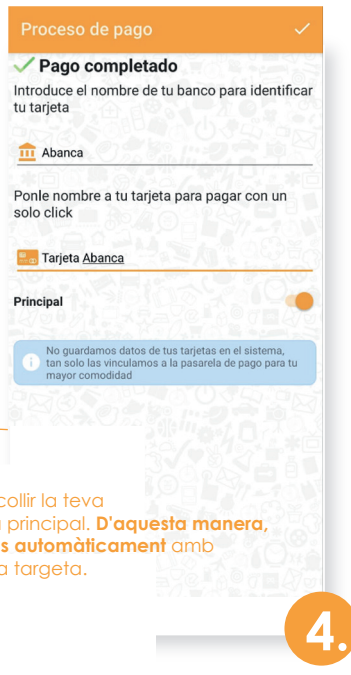 Proceso de pago
Pago completado
Introduce el nombre de tu banco para identificar
tu tarjeta
Abanca
Ponle nombre a tu tarjeta para pagar con un
solo click
Tarjeta Abanca
Principal
No guardamos datos de tus tarjetas en el sistema,
tan solo las vinculamos a la pasarela de pago para tu
mayor comodidad
collir la teva
principal. D'aquesta manera,
s automàticament amb
a targeta.
4.